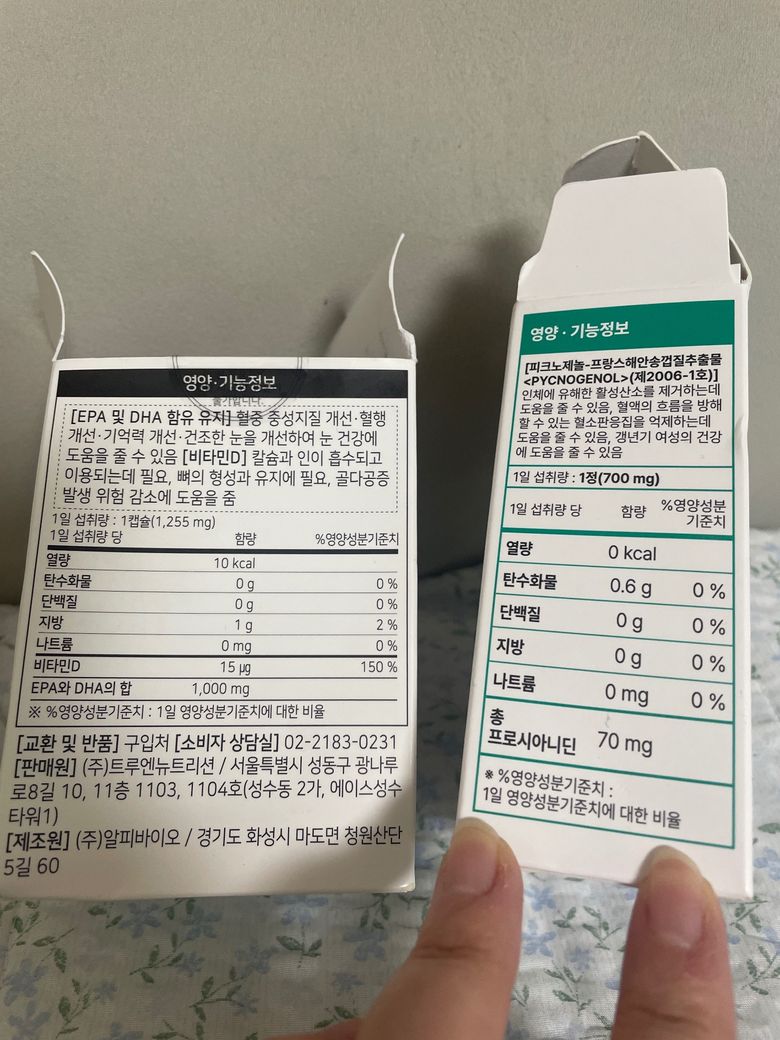 영양·기능정보
[EPA 및 DHA 함유 유지] 혈중 중성지질 개선·혈행
개선·기억력 개선·건조한 눈을 개선하여 눈 건강에
도움을 줄 수 있음 [비타민D] 칼슘과 인이 흡수되고
이용되는데 필요, 뼈의 형성과 유지에 필요, 골다공증
발생 위험 감소에 도움을 줌
1일 섭취량 : 1캡슐(1,255 mg)
1일 섭취량 당 함량 %영양성분기준치
열량 10 kcal
탄수화물 0 g 0 %
단백질 0 g 0 %
지방 1 g 2 %
나트륨 0 mg 0 %
비타민D 15 µg 150 %
EPA와 DHA의 합 1,000 mg
※ %영양성분기준치 : 1일 영양성분기준치에 대한 비율
[교환 및 반품] 구입처 [소비자 상담실] 02-2183-0231
[판매원] (주)트루엔뉴트리션 / 서울특별시 성동구 광나루
로8길 10, 11층 1103, 1104호(성수동 2가, 에이스성수
타워1)
[제조원] (주)알피바이오 / 경기도 화성시 마도면 청원산단
5길 60
영양·기능정보
[피크노제놀-프랑스해안송껍질추출물
<PYCNOGENOL>(제2006-1호)]
인체에 유해한 활성산소를 제거하는데
도움을 줄 수 있음, 혈액의 흐름을 방해
할 수 있는 혈소판응집을 억제하는데
도움을 줄 수 있음, 갱년기 여성의 건강
에 도움을 줄 수 있음
1일 섭취량 : 1정(700 mg)
1일 섭취량 당 함량 %영양성분
기준치
열량 0 kcal
탄수화물 0.6 g 0 %
단백질 0 g 0 %
지방 0 g 0 %
나트륨 0 mg 0 %
총
프로시아니딘 70 mg
※ %영양성분기준치 :
1일 영양성분기준치에 대한 비율